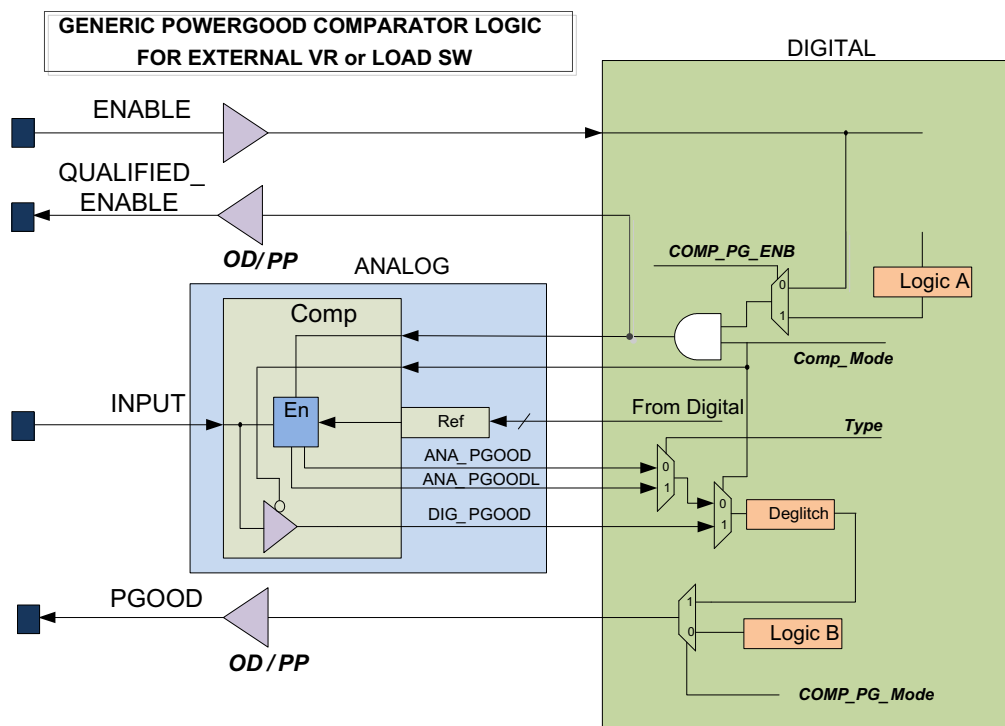 GENERIC POWERGOOD COMPARATOR LOGIC
FOR EXTERNAL VR or LOAD SW
DIGITAL
ENABLE
QUALIFIED_
ENABLE
OD/PP
COMP_PG_ENB
0
1
Logic A
ANALOG
Comp
Comp_Mode
INPUT
En
Ref
From Digital
Type
ANA_PGOOD
ANA_PGOODL
DIG_PGOOD
0
1
0
1
Deglitch
PGOOD
OD/PP
1
0
Logic B
COMP_PG_Mode